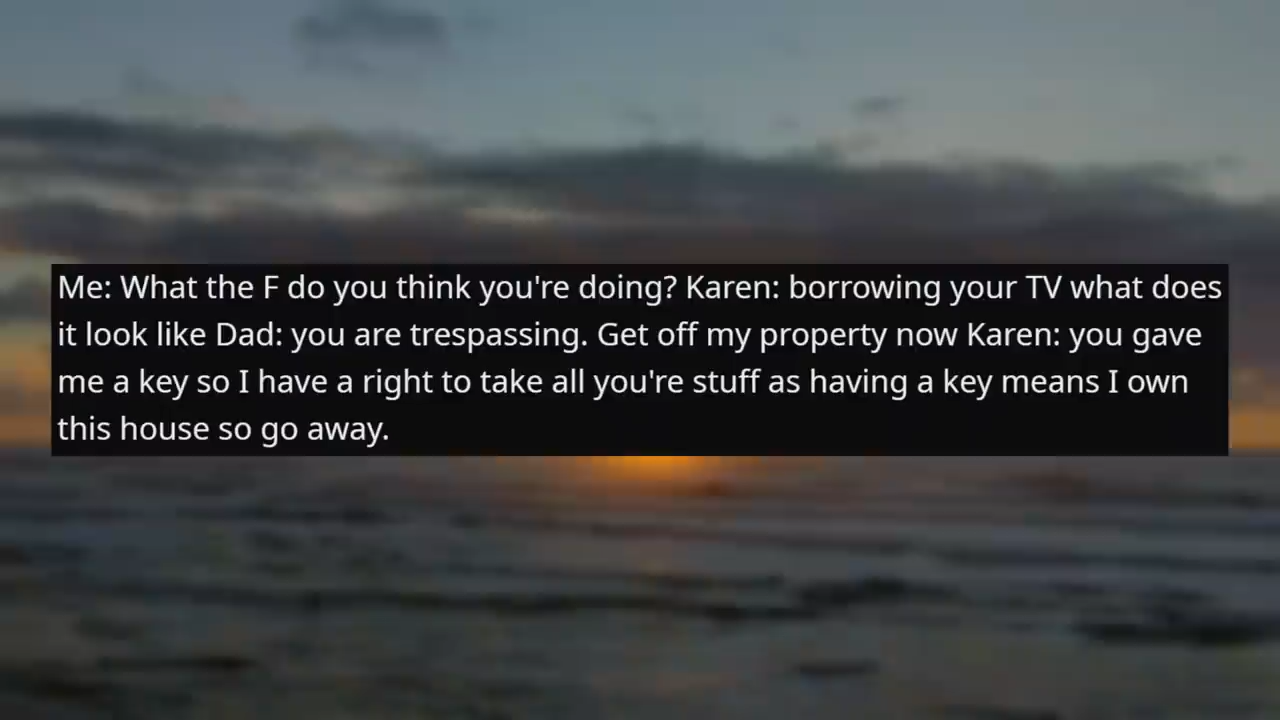 Me: What the F do you think you're doing? Karen: borrowing your TV what does
it look like Dad: you are trespassing. Get off my property now Karen: you gave
me a key so I have a right to take all you're stuff as having a key means I own
this house so go away.